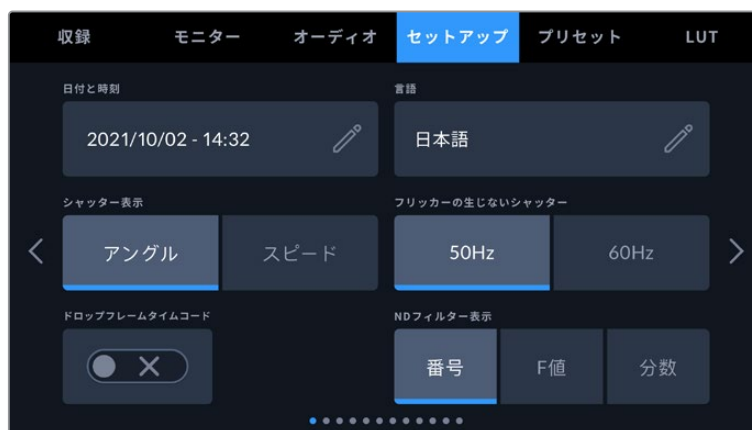 収録 モニター オーディオ セットアップ プリセット LUT
日付と時刻 言語
2021/10/02 - 14:32 日本語
シャッター表示 フリッカーの生じないシャッター
アングル スピード 50Hz 60Hz
ドロップフレームタイムコード NDフィルター表示
番号 F値 分数